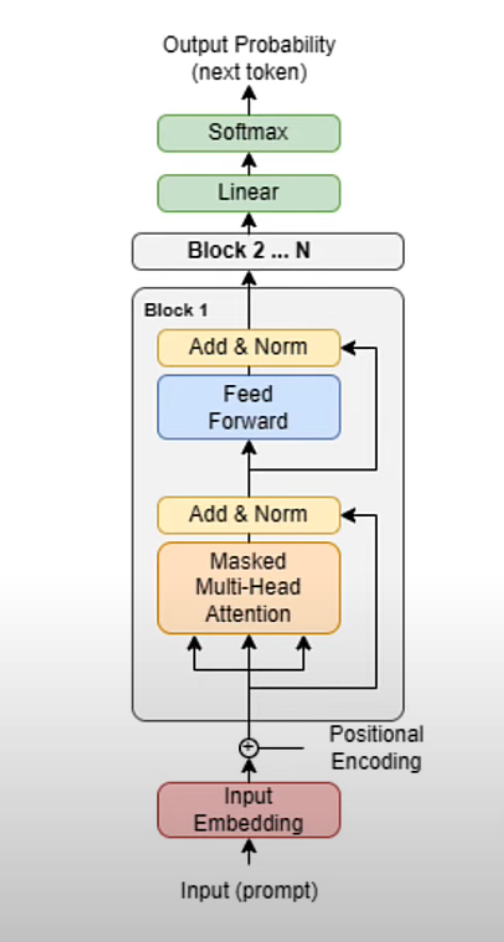 Output Probability
(next token)
Softmax
Linear
Block 2 ... N
Block 1
Add & Norm
Feed
Forward
Add & Norm
Masked
Multi-Head
Attention
Positional
Encoding
Input
Embedding
Input (prompt)